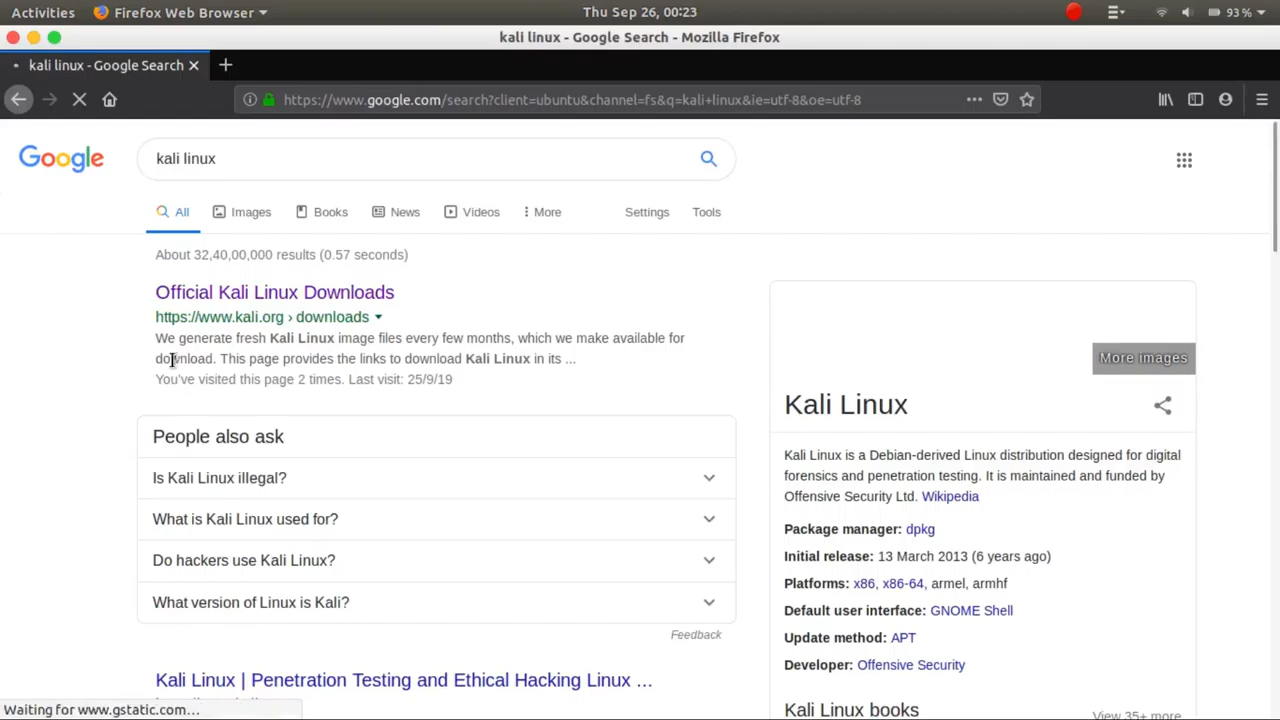 Activities Firefox Web Browser Thu Sep 26, 00:23 93 %
kali linux - Google Search - Mozilla Firefox
kali linux - Google Search
https://www.google.com/search?client=ubuntu&channel=fs&q=kali+linux&ie=utf-8&oe=utf-8
Google kali linux
All Images Books News Videos More Settings Tools
About 32,40,00,000 results (0.57 seconds)
Official Kali Linux Downloads
https://www.kali.org › downloads
We generate fresh Kali Linux image files every few months, which we make available for
download. This page provides the links to download Kali Linux in its ...
You've visited this page 2 times. Last visit: 25/9/19
People also ask
Is Kali Linux illegal?
What is Kali Linux used for?
Do hackers use Kali Linux?
What version of Linux is Kali?
Feedback
Kali Linux | Penetration Testing and Ethical Hacking Linux ...
More images
Kali Linux
Kali Linux is a Debian-derived Linux distribution designed for digital
forensics and penetration testing. It is maintained and funded by
Offensive Security Ltd. Wikipedia
Package manager: dpkg
Initial release: 13 March 2013 (6 years ago)
Platforms: x86, x86-64, armel, armhf
Default user interface: GNOME Shell
Update method: APT
Developer: Offensive Security
Kali Linux books
View 35+ more
Waiting for www.gstatic.com...